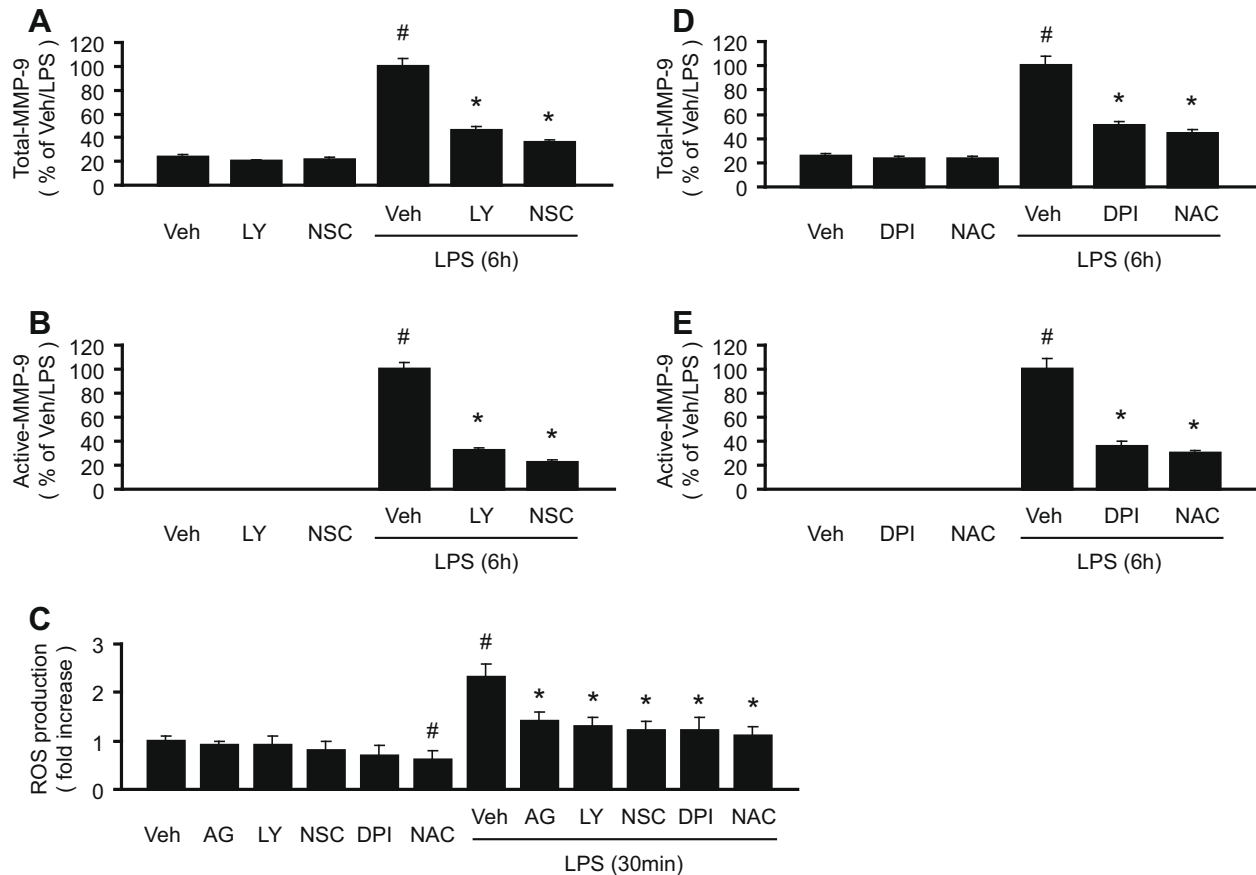 A
Total-MMP-9
( % of Veh/LPS )
120
100
80
60
40
20
0
#
*
*
Veh LY NSC Veh LY NSC
LPS (6h)
D
Total-MMP-9
( % of Veh/LPS )
120
100
80
60
40
20
0
#
*
*
Veh DPI NAC Veh DPI NAC
LPS (6h)
B
Active-MMP-9
( % of Veh/LPS )
120
100
80
60
40
20
0
#
*
*
Veh LY NSC Veh LY NSC
LPS (6h)
E
Active-MMP-9
( % of Veh/LPS )
120
100
80
60
40
20
0
#
*
*
Veh DPI NAC Veh DPI NAC
LPS (6h)
C
ROS production
( fold increase )
3
2
1
0
#
#
*
*
*
*
*
Veh AG LY NSC DPI NAC Veh AG LY NSC DPI NAC
LPS (30min)